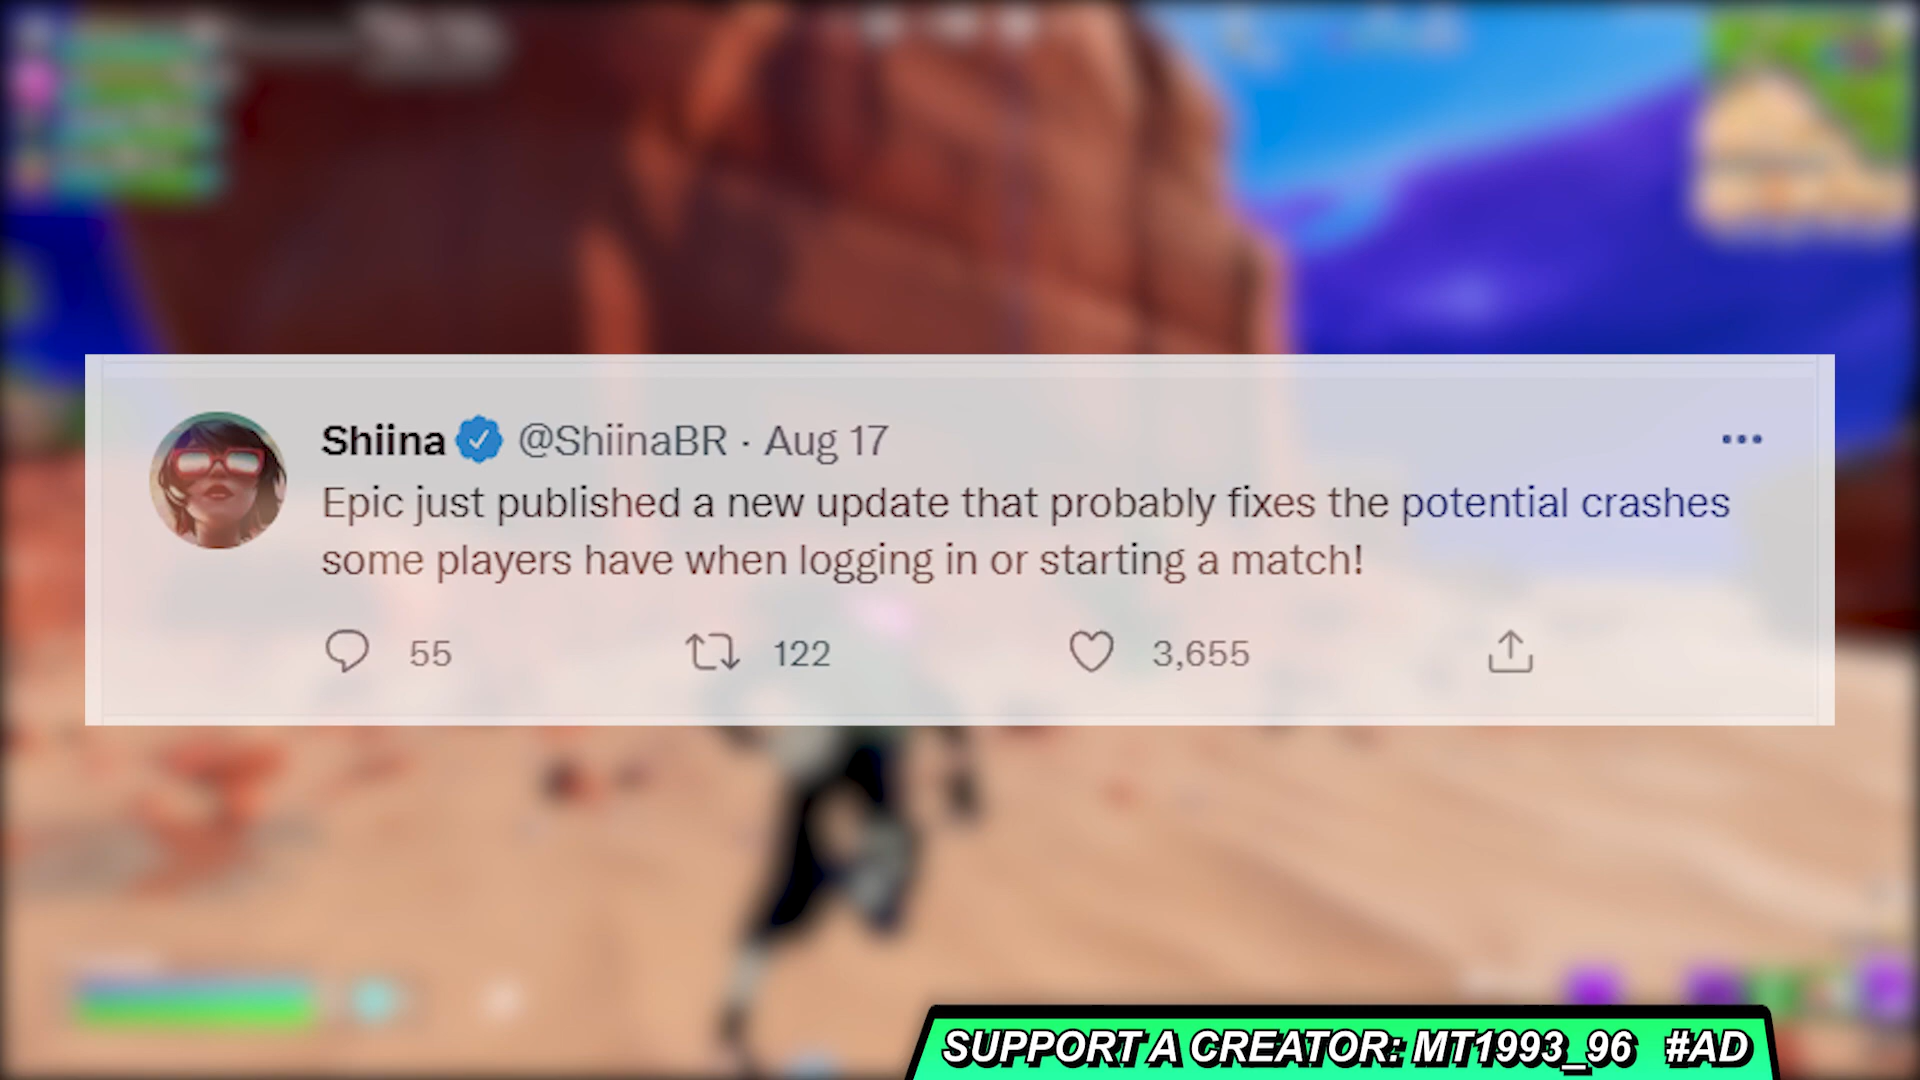 Shiina @ShiinaBR · Aug 17
Epic just published a new update that probably fixes the potential crashes
some players have when logging in or starting a match!
55 122 3,655
SUPPORT A CREATOR: MT1993_96 #AD